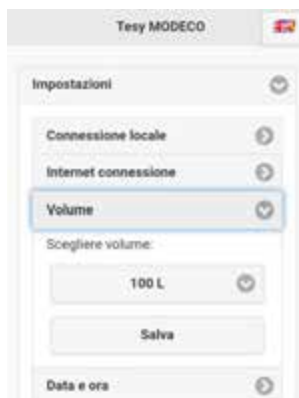 Tesy MODECO
Impostazioni
Connessione locale
Internet connessione
Volume
Scegliere volume:
100 L
Salva
Data e ora